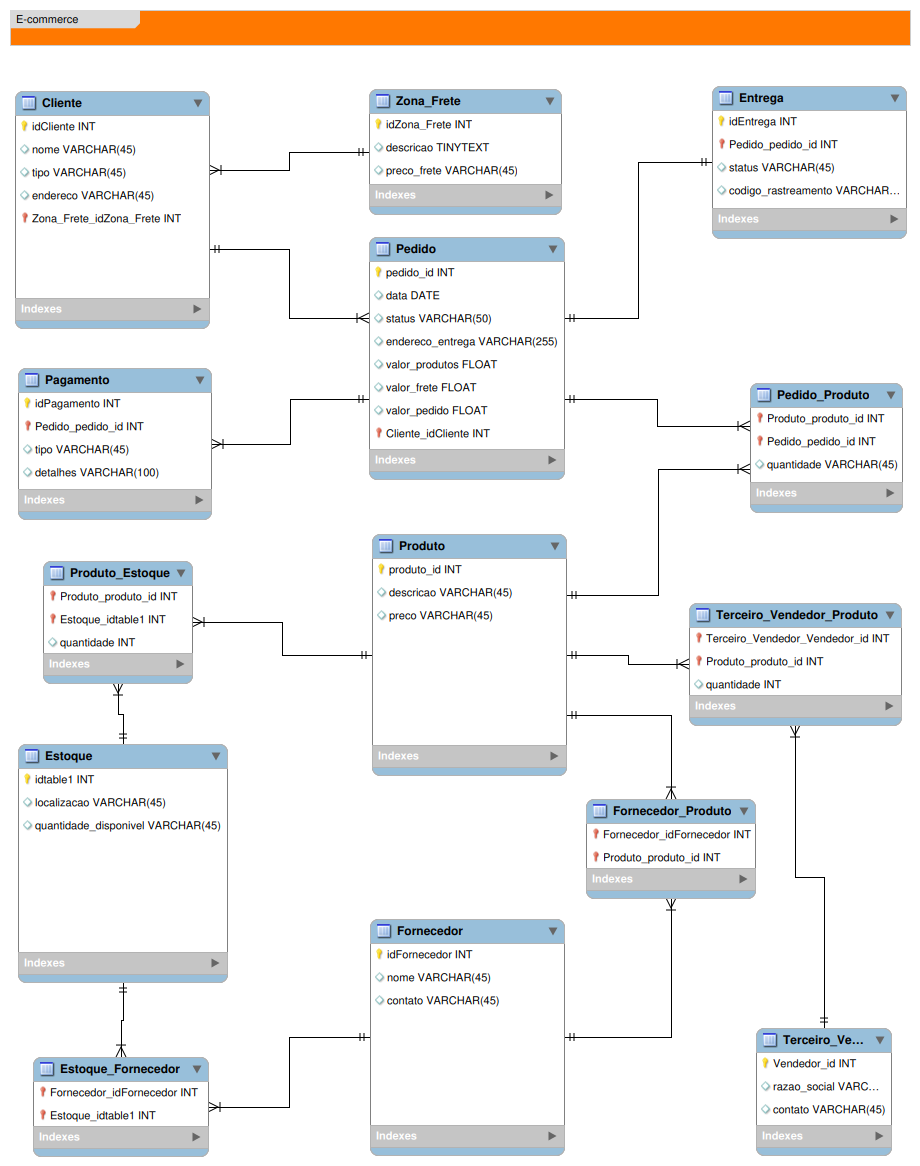 E-commerce
Cliente
idCliente INT
nome VARCHAR(45)
tipo VARCHAR(45)
endereco VARCHAR(45)
Zona_Frete_idZona_Frete INT
Indexes
Zona_Frete
idZona_Frete INT
descricao TINYTEXT
preco_frete VARCHAR(45)
Indexes
Entrega
idEntrega INT
Pedido_pedido_id INT
status VARCHAR(45)
codigo_rastreamento VARCHAR...
Indexes
Pedido
pedido_id INT
data DATE
status VARCHAR(50)
endereco_entrega VARCHAR(255)
valor_produtos FLOAT
valor_frete FLOAT
valor_pedido FLOAT
Cliente_idCliente INT
Indexes
Pagamento
idPagamento INT
Pedido_pedido_id INT
tipo VARCHAR(45)
detalhes VARCHAR(100)
Indexes
Pedido_Produto
Produto_produto_id INT
Pedido_pedido_id INT
quantidade VARCHAR(45)
Indexes
Produto
produto_id INT
descricao VARCHAR(45)
preco VARCHAR(45)
Indexes
Produto_Estoque
Produto_produto_id INT
Estoque_idtable1 INT
quantidade INT
Indexes
Terceiro_Vendedor_Produto
Terceiro_Vendedor_Vendedor_id INT
Produto_produto_id INT
quantidade INT
Indexes
Estoque
idtable1 INT
localizacao VARCHAR(45)
quantidade_disponivel VARCHAR(45)
Indexes
Fornecedor_Produto
Fornecedor_idFornecedor INT
Produto_produto_id INT
Indexes
Fornecedor
idFornecedor INT
nome VARCHAR(45)
contato VARCHAR(45)
Indexes
Estoque_Fornecedor
Fornecedor_idFornecedor INT
Estoque_idtable1 INT
Indexes
Terceiro_Ve...
Vendedor_id INT
razao_social VARC...
contato VARCHAR(45)
Indexes